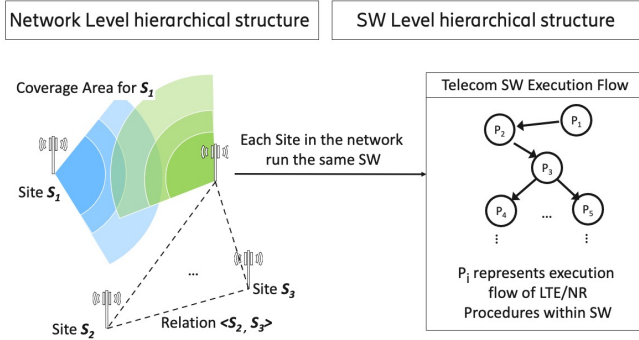 Network Level hierarchical structure
SW Level hierarchical structure
Coverage Area for S1
Site S1
Each Site in the network
run the same SW
...
Site S3
Site S2
Relation <S2, S3>
Telecom SW Execution Flow
P1
P2
P3
P4
...
P5
⋮
⋮
Pi represents execution
flow of LTE/NR
Procedures within SW